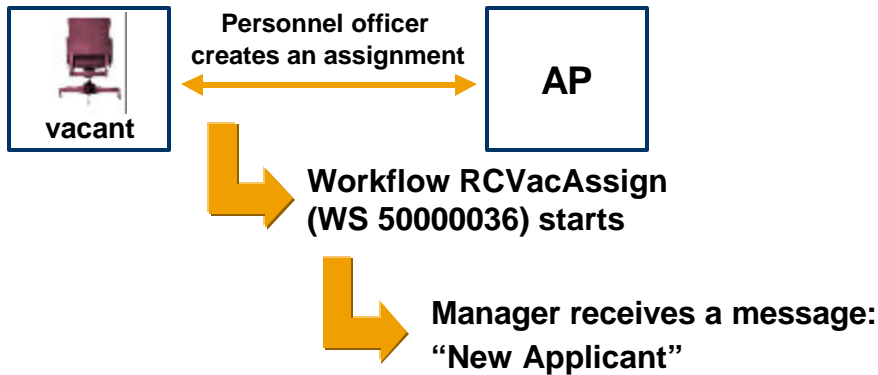 Personnel officer
creates an assignment
vacant
AP
Workflow RCVacAssign
(WS 50000036) starts
Manager receives a message:
“New Applicant”